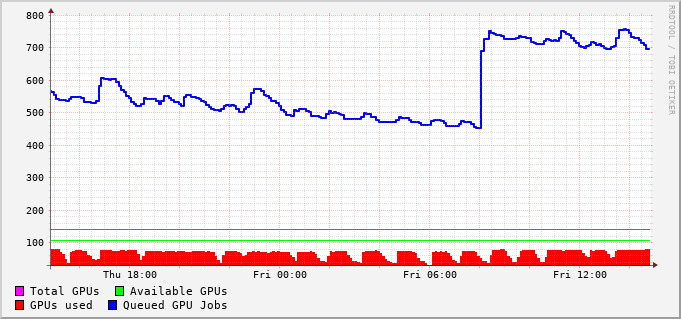 800
700
600
500
400
300
200
100
Thu 18:00 Fri 00:00 Fri 06:00 Fri 12:00
Total GPUs Available GPUs
GPUs used Queued GPU Jobs
RRDTOOL / TOBI OETIKER